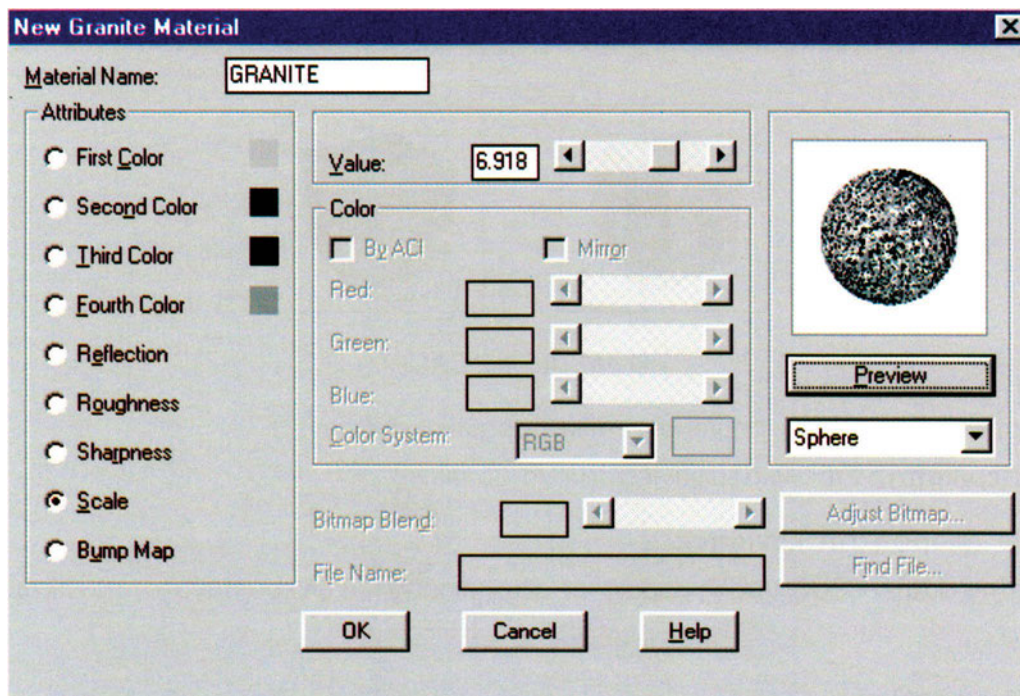 New Granite Material
Material Name: GRANITE
Attributes
First Color
Second Color
Third Color
Fourth Color
Reflection
Roughness
Sharpness
Scale
Bump Map
Value: 6.918
Color
By ACI Mirror
Red:
Green:
Blue:
Color System: RGB
Bitmap Blend:
File Name:
Preview
Sphere
Adjust Bitmap...
Find File...
OK Cancel Help